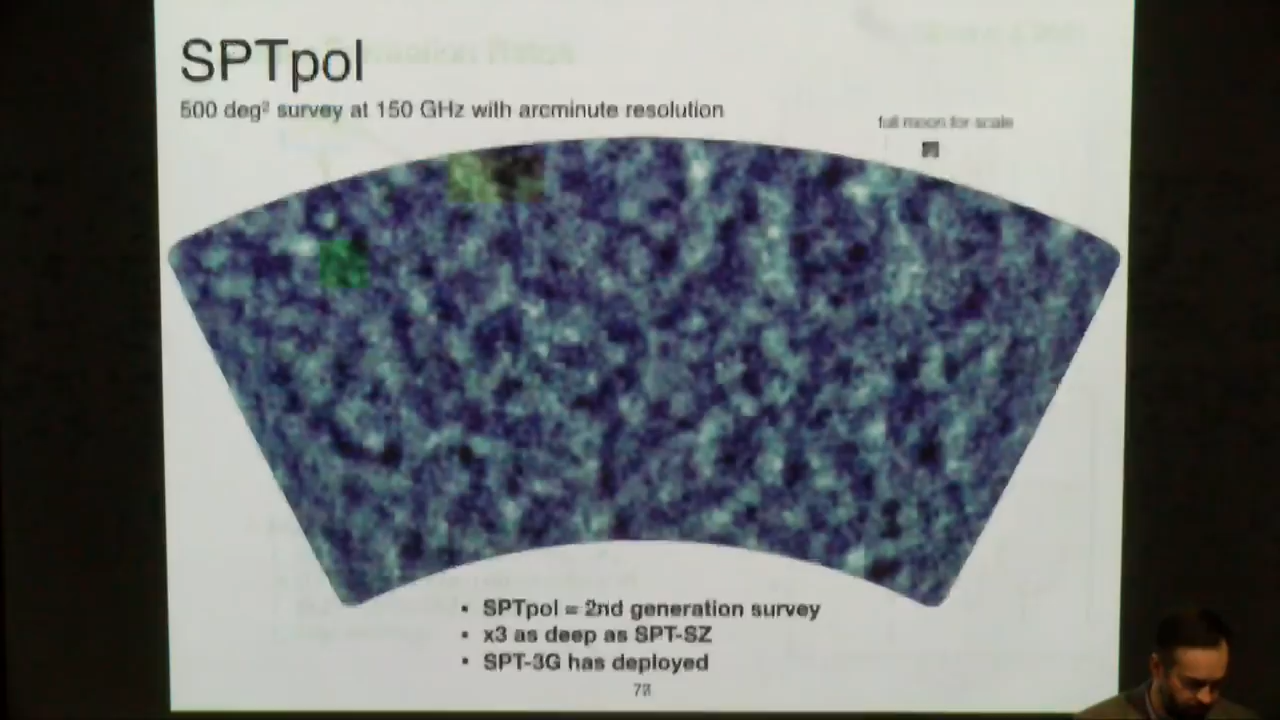 SPTpol
500 deg² survey at 150 GHz with arcminute resolution
full moon for scale
• SPTpol = 2nd generation survey
• x3 as deep as SPT-SZ
• SPT-3G has deployed